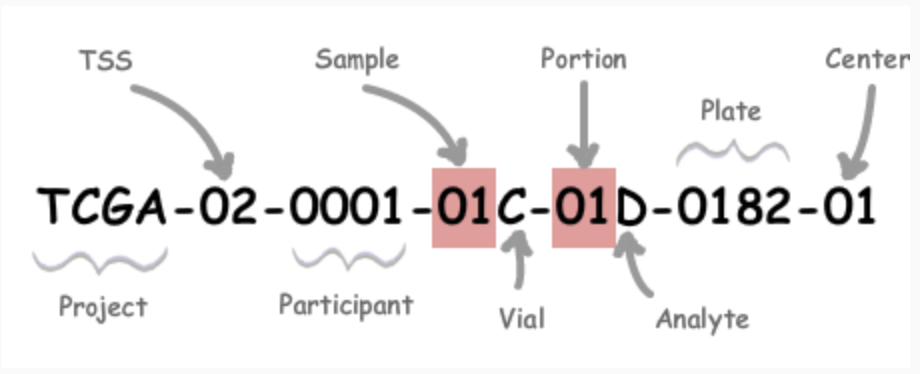 TSS
Sample
Portion
Center
Plate
TCGA-02-0001-01C-01D-0182-01
Project
Participant
Vial
Analyte